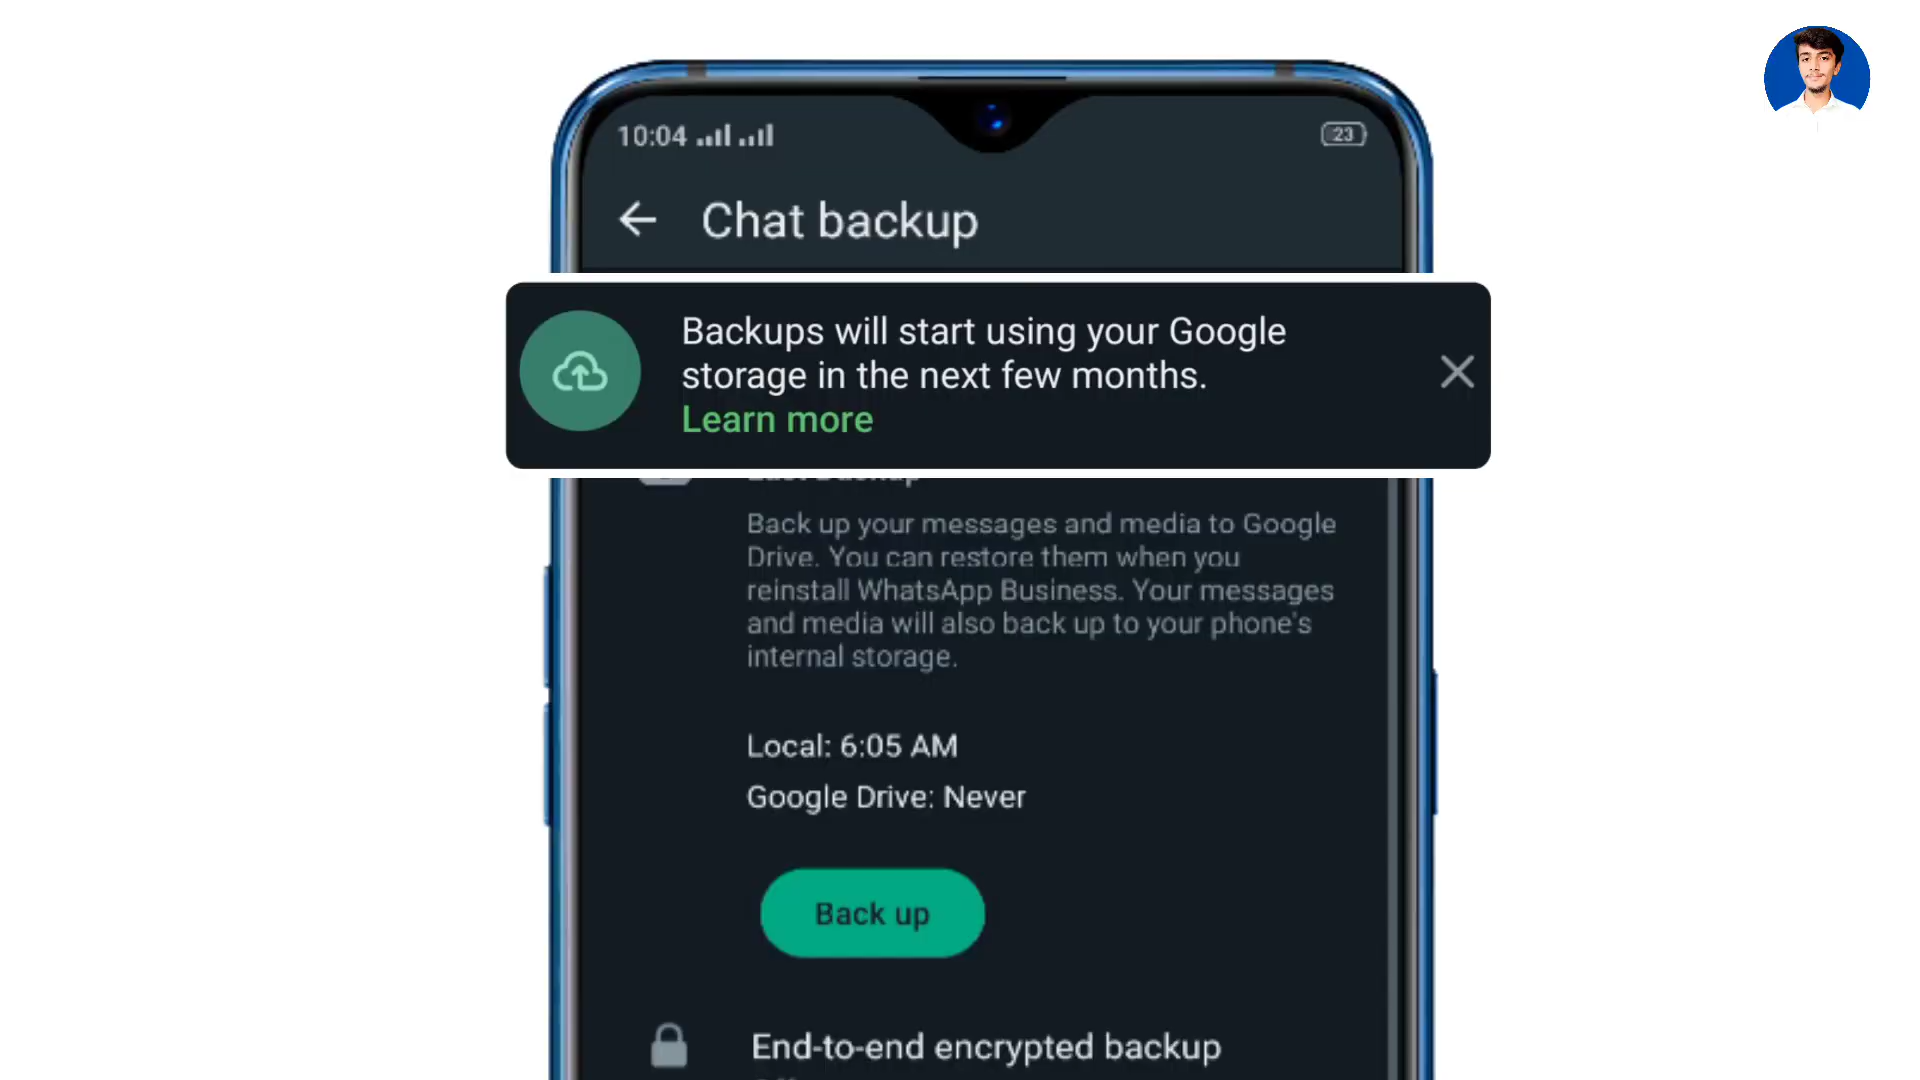 10:04
23
Chat backup
Backups will start using your Google
storage in the next few months.
Learn more
Back up your messages and media to Google
Drive. You can restore them when you
reinstall WhatsApp Business. Your messages
and media will also back up to your phone's
internal storage.
Local: 6:05 AM
Google Drive: Never
Back up
End-to-end encrypted backup